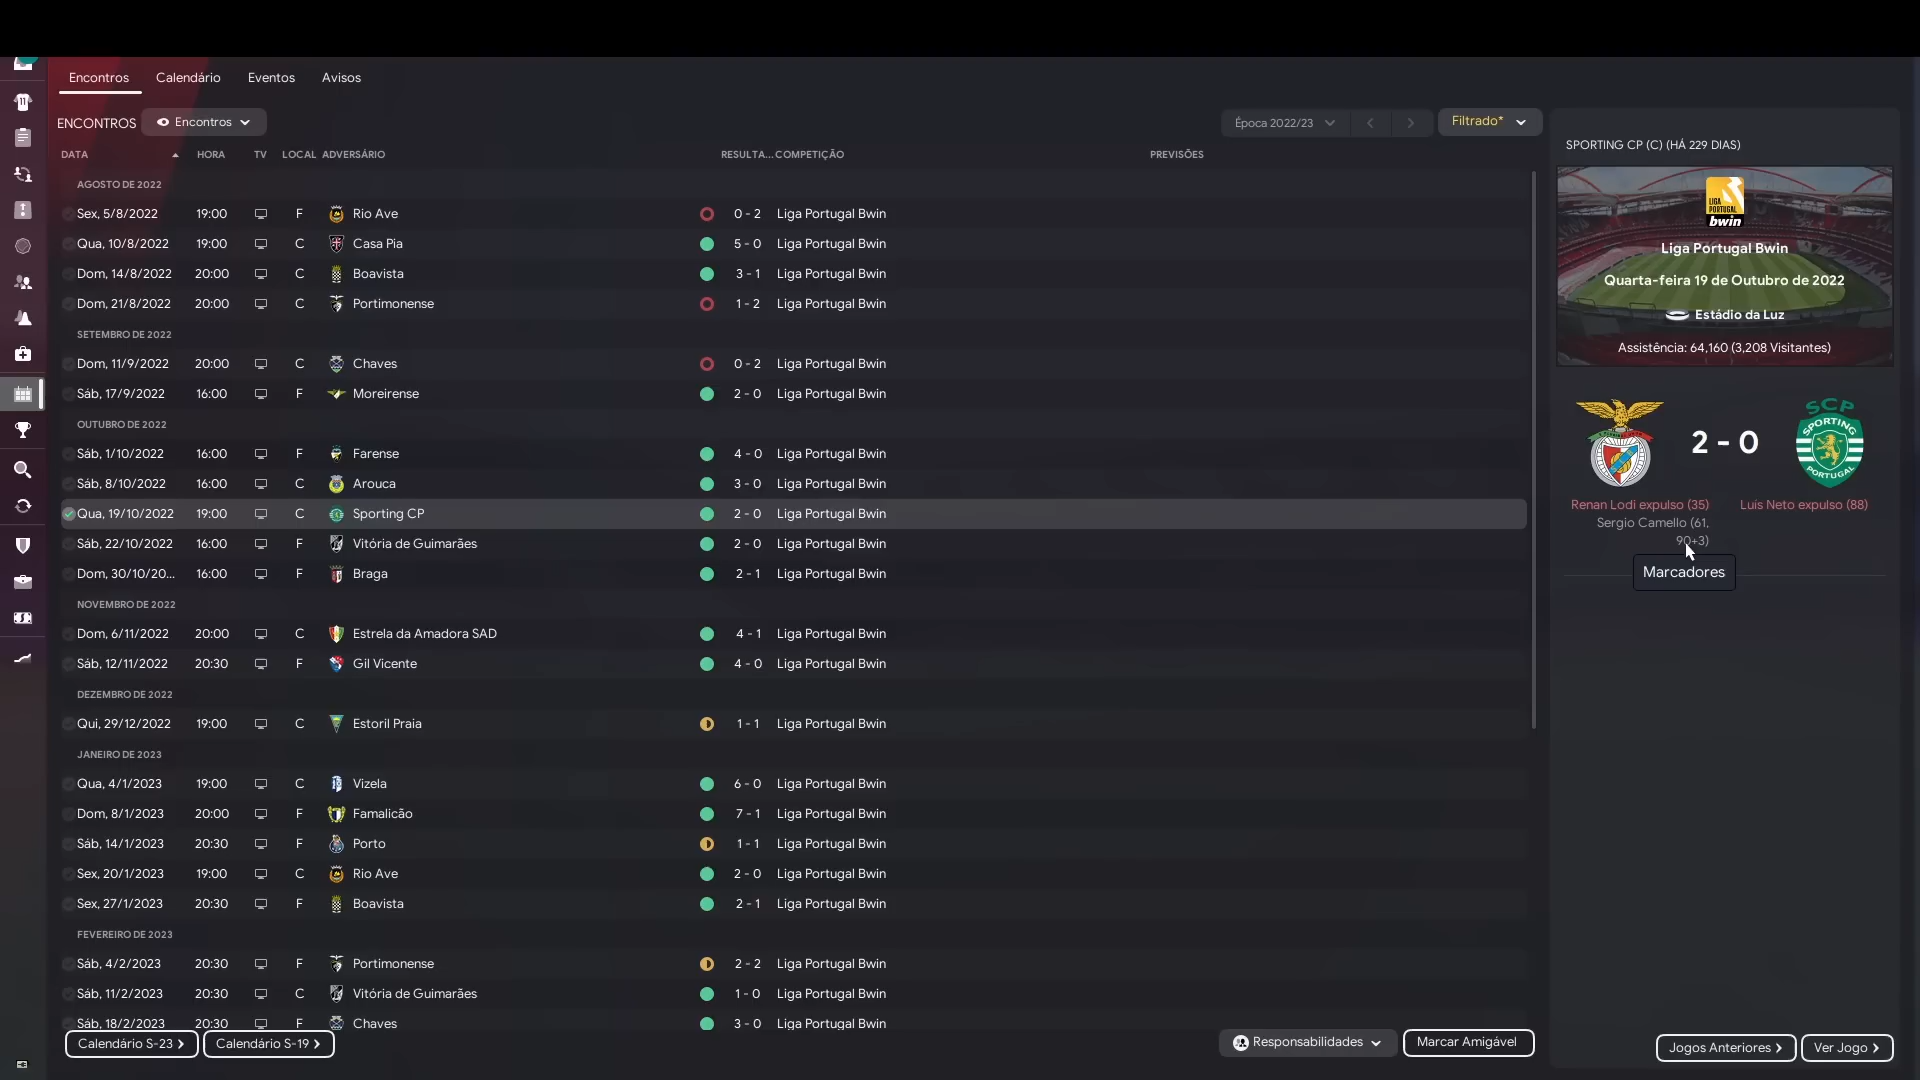 Encontros Calendário Eventos Avisos
ENCONTROS Encontros Época 2022/23 Filtrado*
DATA HORA TV LOCAL ADVERSÁRIO RESULTA... COMPETIÇÃO PREVISÕES
AGOSTO DE 2022
Sex, 5/8/2022 19:00 F Rio Ave 0 - 2 Liga Portugal Bwin
Qua, 10/8/2022 19:00 C Casa Pia 5 - 0 Liga Portugal Bwin
Dom, 14/8/2022 20:00 C Boavista 3 - 1 Liga Portugal Bwin
Dom, 21/8/2022 20:00 C Portimonense 1 - 2 Liga Portugal Bwin
SETEMBRO DE 2022
Dom, 11/9/2022 20:00 C Chaves 0 - 2 Liga Portugal Bwin
Sáb, 17/9/2022 16:00 F Moreirense 2 - 0 Liga Portugal Bwin
OUTUBRO DE 2022
Sáb, 1/10/2022 16:00 F Farense 4 - 0 Liga Portugal Bwin
Sáb, 8/10/2022 16:00 C Arouca 3 - 0 Liga Portugal Bwin
Qua, 19/10/2022 19:00 C Sporting CP 2 - 0 Liga Portugal Bwin
Sáb, 22/10/2022 16:00 F Vitória de Guimarães 2 - 0 Liga Portugal Bwin
Dom, 30/10/20... 16:00 F Braga 2 - 1 Liga Portugal Bwin
NOVEMBRO DE 2022
Dom, 6/11/2022 20:00 C Estrela da Amadora SAD 4 - 1 Liga Portugal Bwin
Sáb, 12/11/2022 20:30 F Gil Vicente 4 - 0 Liga Portugal Bwin
DEZEMBRO DE 2022
Qui, 29/12/2022 19:00 C Estoril Praia 1 - 1 Liga Portugal Bwin
JANEIRO DE 2023
Qua, 4/1/2023 19:00 C Vizela 6 - 0 Liga Portugal Bwin
Dom, 8/1/2023 20:00 F Famalicão 7 - 1 Liga Portugal Bwin
Sáb, 14/1/2023 20:30 F Porto 1 - 1 Liga Portugal Bwin
Sex, 20/1/2023 19:00 C Rio Ave 2 - 0 Liga Portugal Bwin
Sex, 27/1/2023 20:30 F Boavista 2 - 1 Liga Portugal Bwin
FEVEREIRO DE 2023
Sáb, 4/2/2023 20:30 F Portimonense 2 - 2 Liga Portugal Bwin
Sáb, 11/2/2023 20:30 C Vitória de Guimarães 1 - 0 Liga Portugal Bwin
Sáb, 18/2/2023 20:30 F Chaves 3 - 0 Liga Portugal Bwin
Calendário S-23 Calendário S-19 Responsabilidades Marcar Amigável
SPORTING CP (C) (HÁ 229 DIAS)
LIGA
PORTUGAL
bwin
Liga Portugal Bwin
Quarta-feira 19 de Outubro de 2022
Estádio da Luz
Assistência: 64,160 (3,208 Visitantes)
SCP
SPORTING
PORTUGAL
2 - 0
Renan Lodi expulso (35) Luís Neto expulso (88)
Sergio Camello (61,
90+3)
Marcadores
Jogos Anteriores Ver Jogo